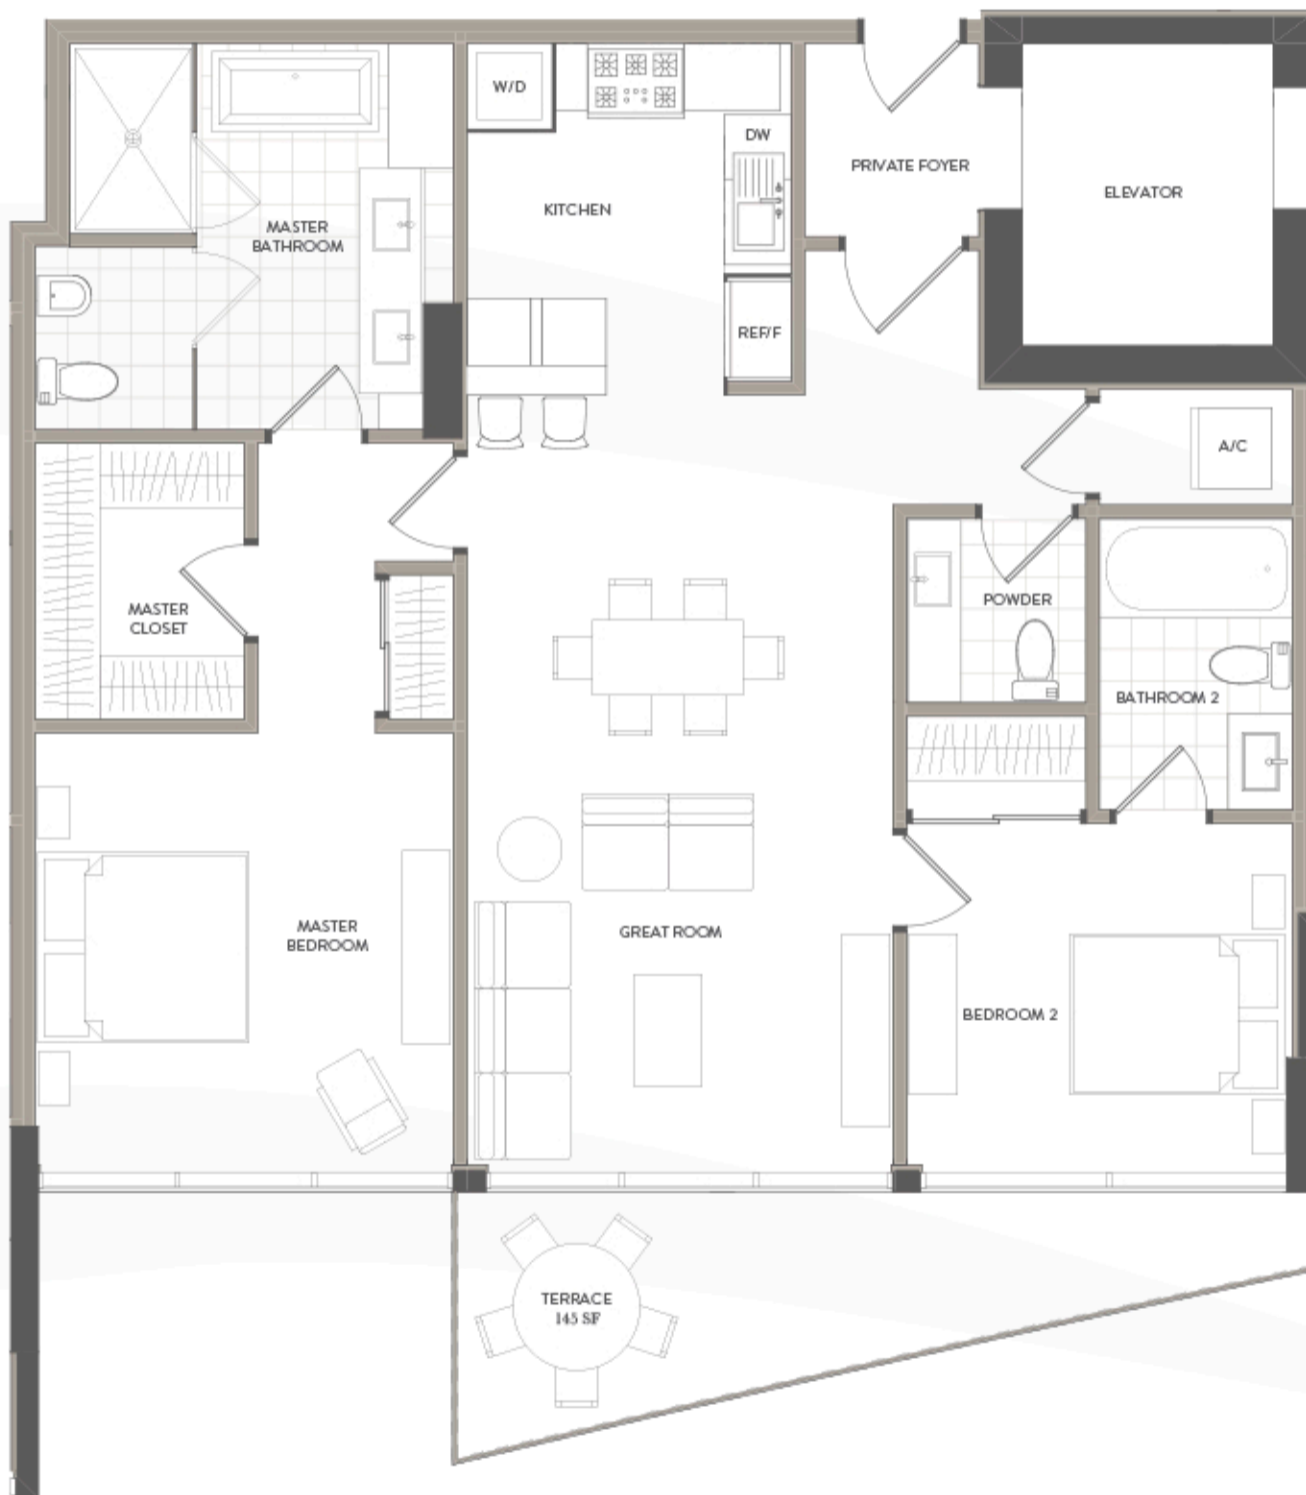 W/D
DW
PRIVATE FOYER
ELEVATOR
KITCHEN
MASTER
BATHROOM
REF/F
A/C
MASTER
CLOSET
POWDER
BATHROOM 2
MASTER
BEDROOM
GREAT ROOM
BEDROOM 2
TERRACE
145 SF